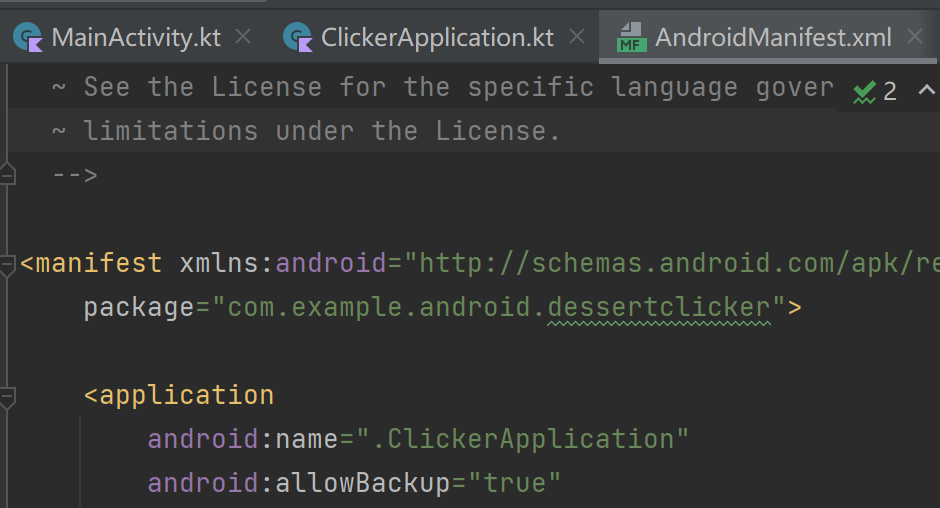 MainActivity.kt ClickerApplication.kt MF AndroidManifest.xml
~ See the License for the specific language gover 2
~ limitations under the License.
-->
<manifest xmlns:android="http://schemas.android.com/apk/re
package="com.example.android.dessertclicker">
<application
android:name=".ClickerApplication"
android:allowBackup="true"